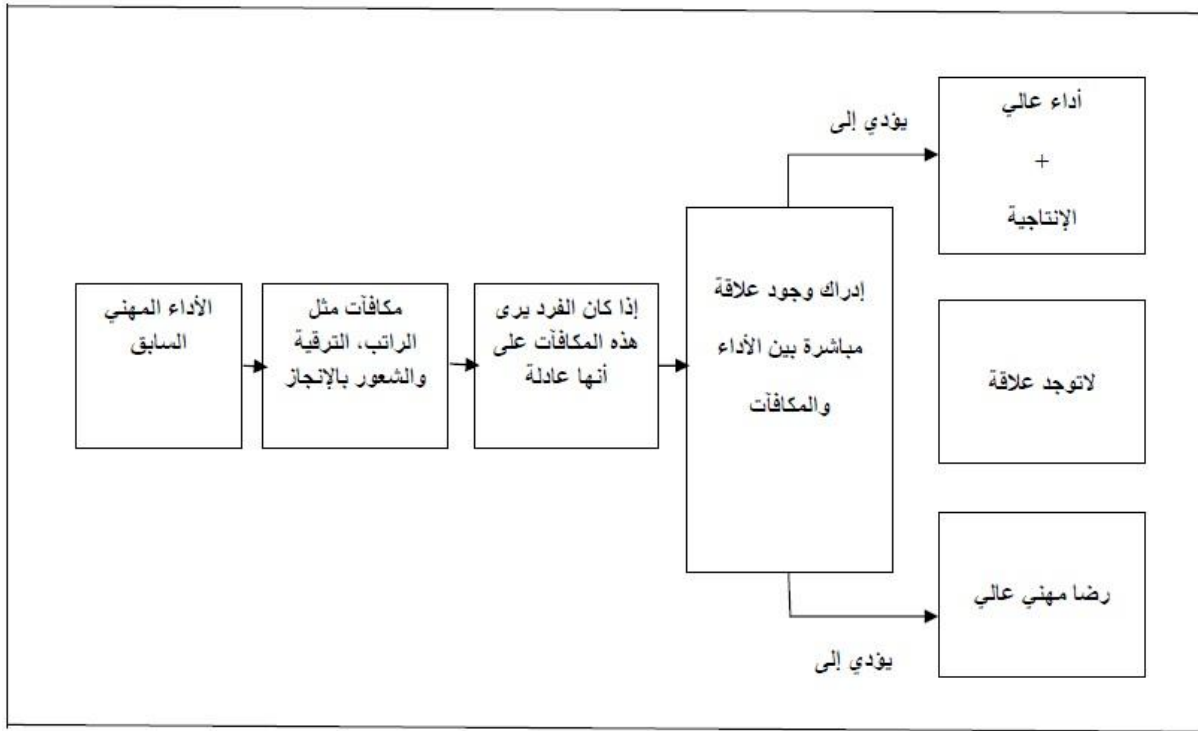 الأداء المهني
السابق
مكافآت مثل
الراتب، الترقية
والشعور بالإنجاز
إذا كان الفرد يرى
هذه المكافآت على
أنها عادلة
إدراك وجود علاقة
مباشرة بين الأداء
والمكافآت
يؤدي إلى
أداء عالي
+
الإنتاجية
لاتوجد علاقة
يؤدي إلى
رضا مهني عالي